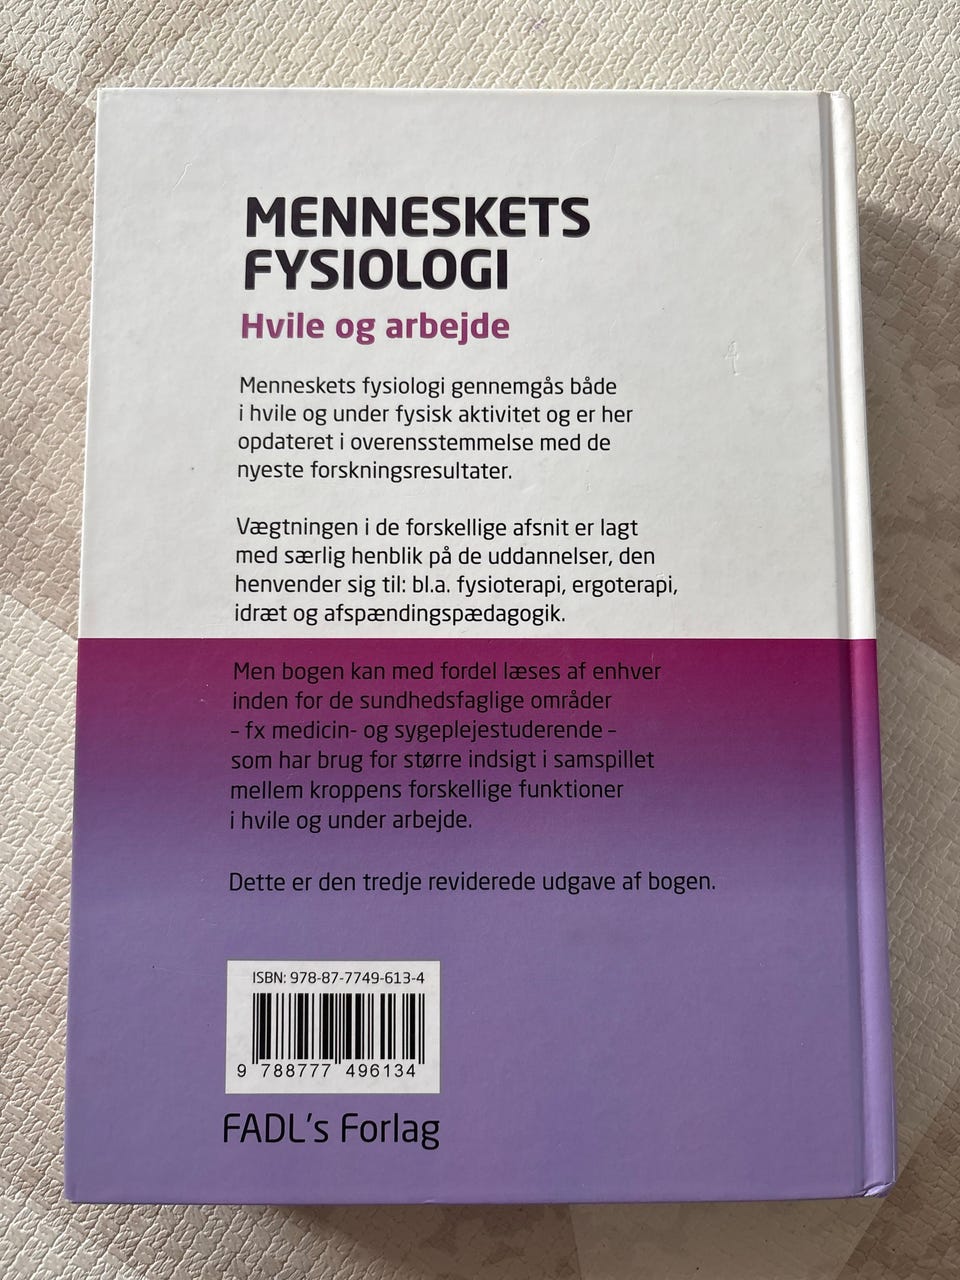 MENNESKETS
FYSIOLOGI
Hvile og arbejde
Menneskets fysiologi gennemgås både
i hvile og under fysisk aktivitet og er her
opdateret i overensstemmelse med de
nyeste forskningsresultater.
Vægtningen i de forskellige afsnit er lagt
med særlig henblik på de uddannelser, den
henvender sig til: bl.a. fysioterapi, ergoterapi,
idræt og afspændingspædagogik.
Men bogen kan med fordel læses af enhver
inden for de sundhedsfaglige områder
– fx medicin- og sygeplejestuderende –
som har brug for større indsigt i samspillet
mellem kroppens forskellige funktioner
i hvile og under arbejde.
Dette er den tredje reviderede udgave af bogen.
ISBN: 978-87-7749-613-4
9 788777 496134
FADL's Forlag